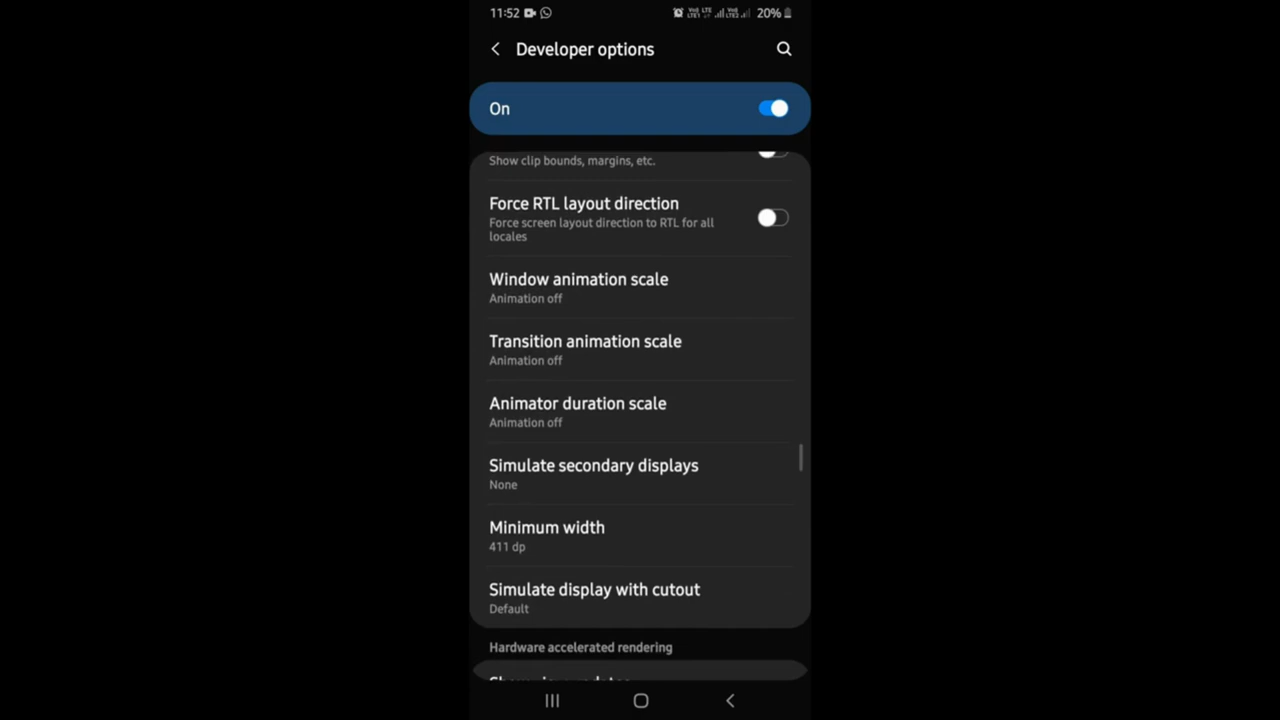 11:52
20%
Developer options
On
Show clip bounds, margins, etc.
Force RTL layout direction
Force screen layout direction to RTL for all
locales
Window animation scale
Animation off
Transition animation scale
Animation off
Animator duration scale
Animation off
Simulate secondary displays
None
Minimum width
411 dp
Simulate display with cutout
Default
Hardware accelerated rendering